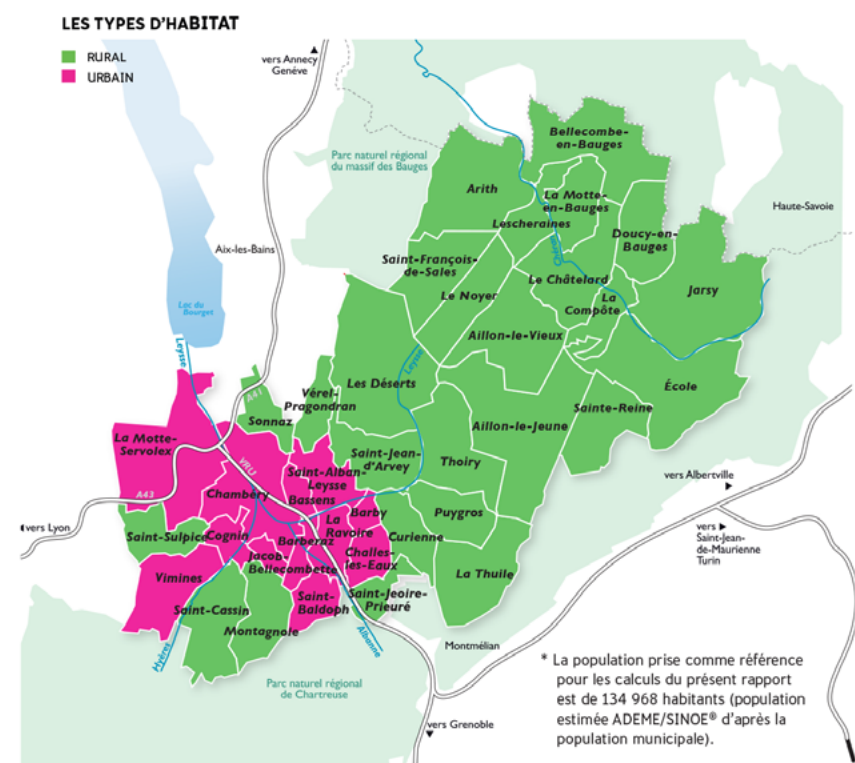 LES TYPES D'HABITAT
RURAL
URBAIN
vers Annecy
Genève
Parc naturel régional
du massif des Bauges
Bellecombe-
en-Bauges
Arith
La Motte-
en-Bauges
Lescheraines
Haute-Savoie
Doucy-en-
Bauges
Aix-les-Bains
Chéran
Saint-François-
de-Sales
Le Châtelard
Jarsy
Le Noyer
La
Compôte
Lac du
Bourget
Aillon-le-Vieux
Leysse
Leysse
Les Déserts
École
Vérel-
Pragondran
A41
Sonnaz
Sainte-Reine
Aillon-le-Jeune
La Motte-
Servolex
Saint-Jean-
d'Arvey
Thoiry
VRU
Saint-Alban-
Leysse
vers Albertville
Chambéry
Bassens
A43
Barby
Puygros
vers Lyon
La
Ravoire
vers
Saint-Jean-
de-Maurienne
Turin
Saint-Sulpice
Cognin
Barberaz
Curienne
Jacob-
Bellecombette
Challes-
les-Eaux
Vimines
La Thuile
Saint-Cassin
Saint-
Baldoph
Saint-Jeoire-
Prieuré
Montagnole
Hyères
Albanne
Montmélian
Parc naturel régional
de Chartreuse
vers Grenoble
* La population prise comme référence
pour les calculs du présent rapport
est de 134 968 habitants (population
estimée ADEME/SINOE® d'après la
population municipale).